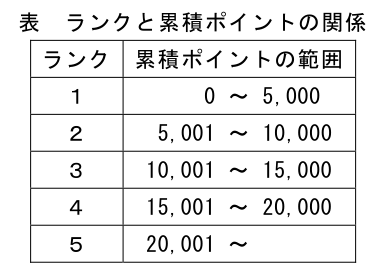 表　ランクと累積ポイントの関係
ランク　累積ポイントの範囲
1　0 ～ 5,000
2　5,001 ～ 10,000
3　10,001 ～ 15,000
4　15,001 ～ 20,000
5　20,001 ～